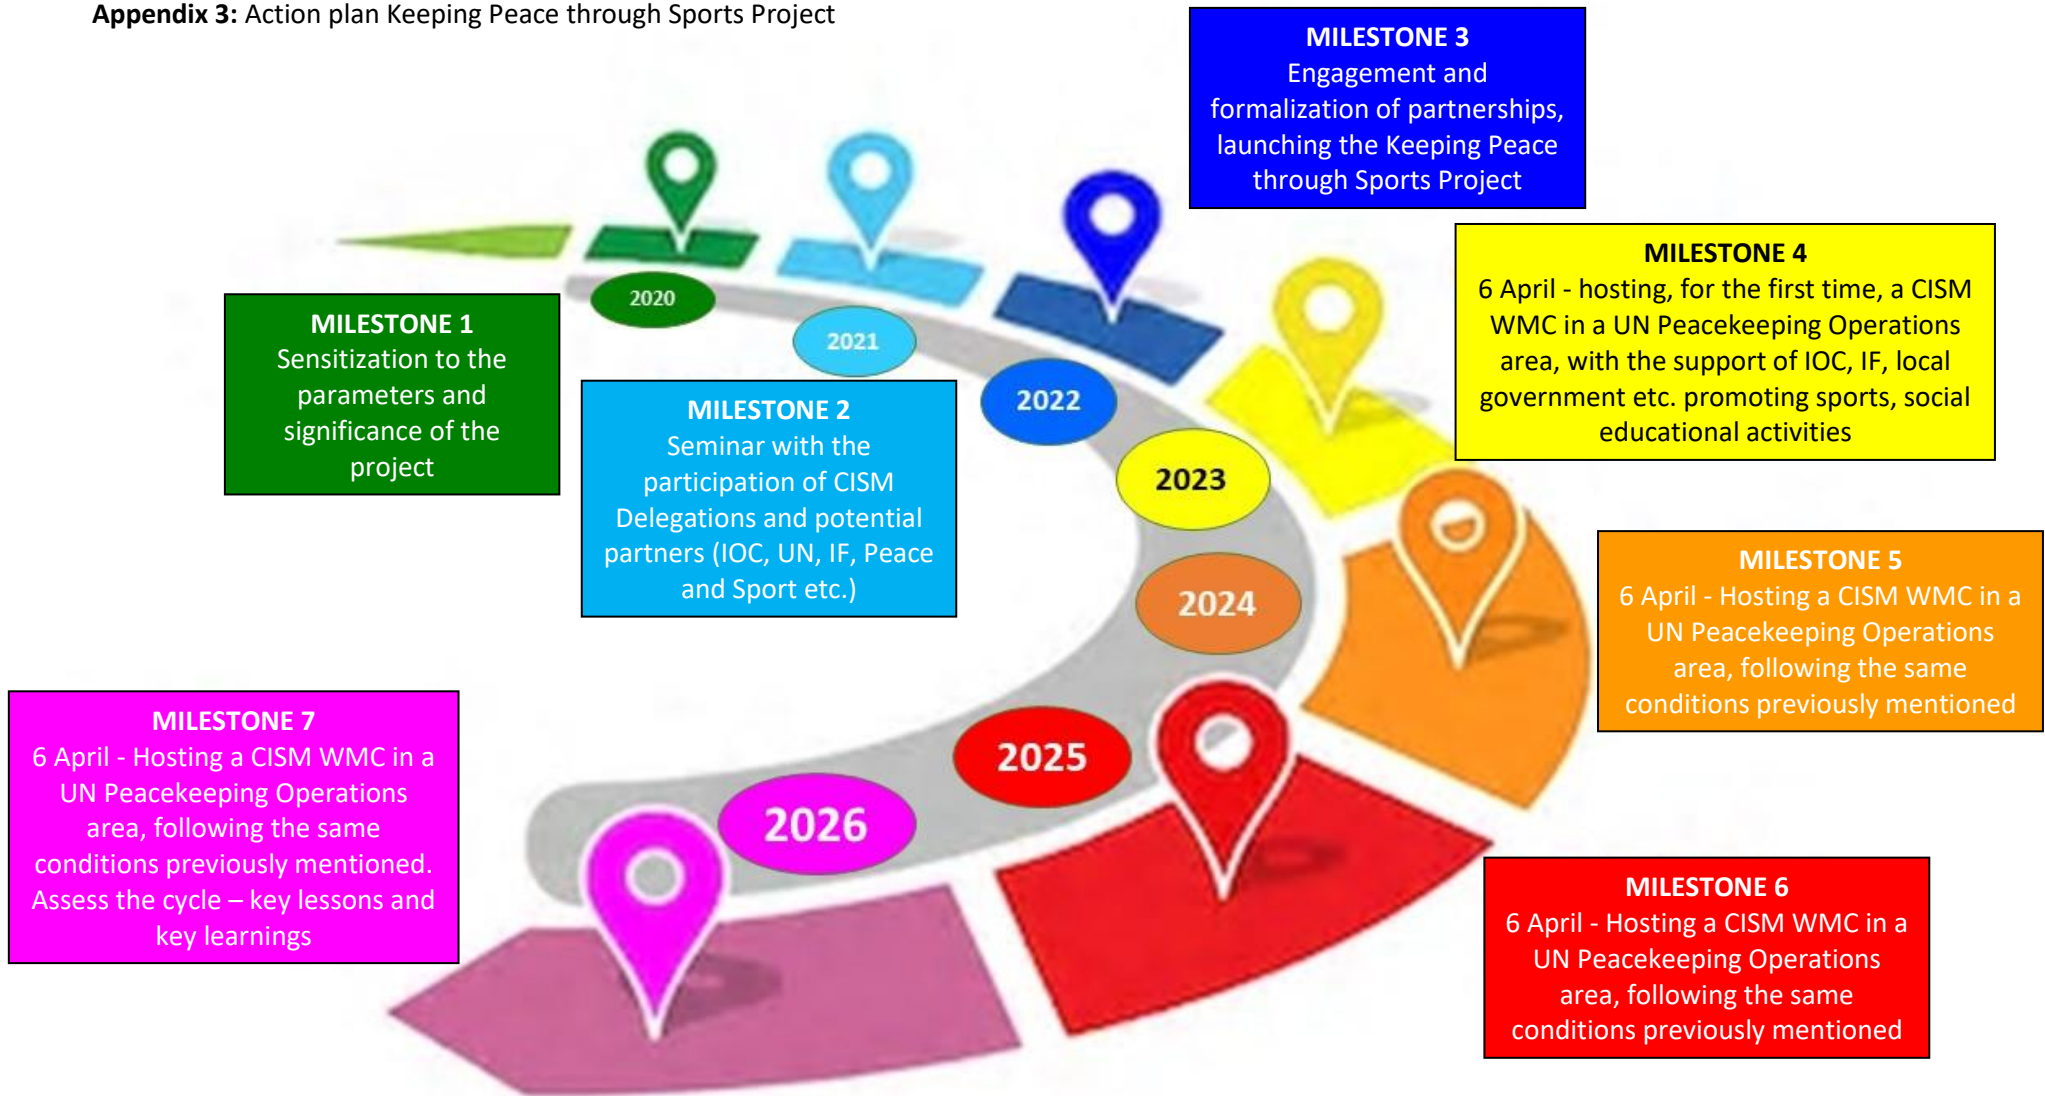 Appendix 3: Action plan Keeping Peace through Sports Project
MILESTONE 1
Sensitization to the
parameters and
significance of the
project
2020
MILESTONE 2
Seminar with the
participation of CISM
Delegations and potential
partners (IOC, UN, IF, Peace
and Sport etc.)
2021
MILESTONE 3
Engagement and
formalization of partnerships,
launching the Keeping Peace
through Sports Project
2022
MILESTONE 4
6 April - hosting, for the first time, a CISM
WMC in a UN Peacekeeping Operations
area, with the support of IOC, IF, local
government etc. promoting sports, social
educational activities
2023
MILESTONE 5
6 April - Hosting a CISM WMC in a
UN Peacekeeping Operations
area, following the same
conditions previously mentioned
2024
MILESTONE 6
6 April - Hosting a CISM WMC in a
UN Peacekeeping Operations
area, following the same
conditions previously mentioned
2025
MILESTONE 7
6 April - Hosting a CISM WMC in a
UN Peacekeeping Operations
area, following the same
conditions previously mentioned.
Assess the cycle – key lessons and
key learnings
2026